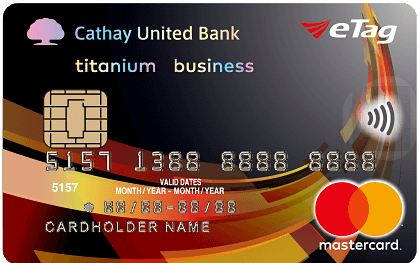 Cathay United Bank
eTag
titanium business
5157 1388 8888 8888
5157
VALID DATES
MONTH/YEAR - MONTH/YEAR
88/88-88/88
CARDHOLDER NAME
mastercard.